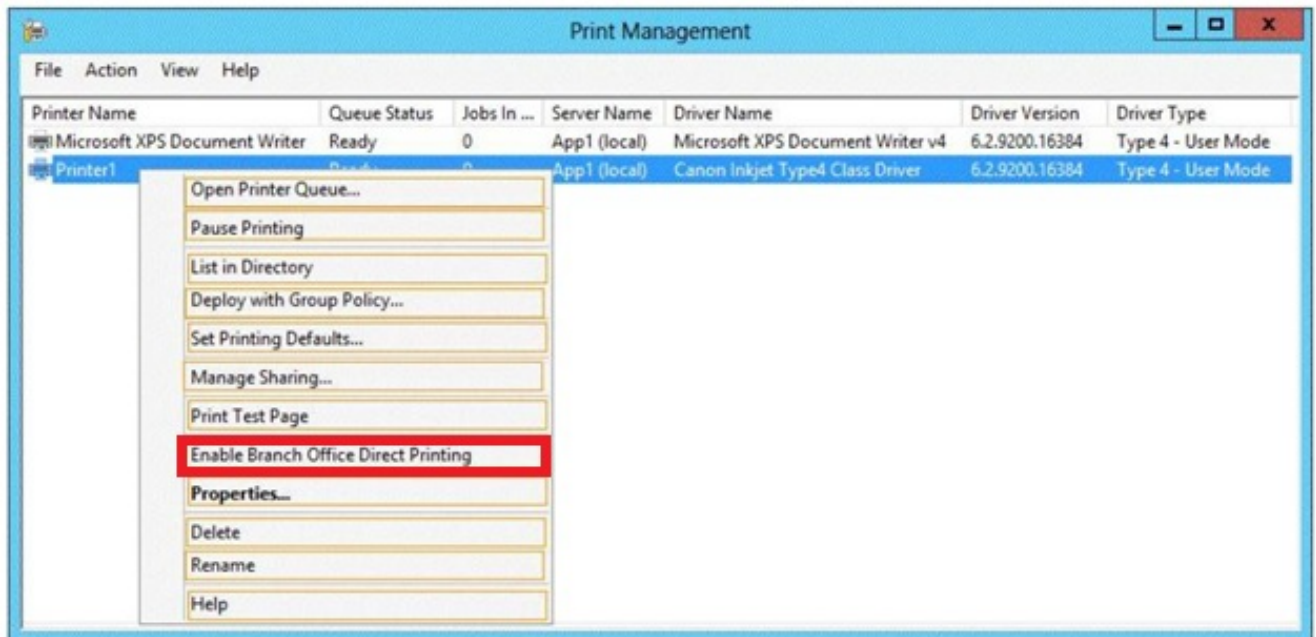 Print Management
File Action View Help
Printer Name Queue Status Jobs In ... Server Name Driver Name Driver Version Driver Type
Microsoft XPS Document Writer Ready 0 App1 (local) Microsoft XPS Document Writer v4 6.2.9200.16384 Type 4 - User Mode
Printer1 Ready 0 App1 (local) Canon Inkjet Type4 Class Driver 6.2.9200.16384 Type 4 - User Mode
Open Printer Queue...
Pause Printing
List in Directory
Deploy with Group Policy...
Set Printing Defaults...
Manage Sharing...
Print Test Page
Enable Branch Office Direct Printing
Properties...
Delete
Rename
Help